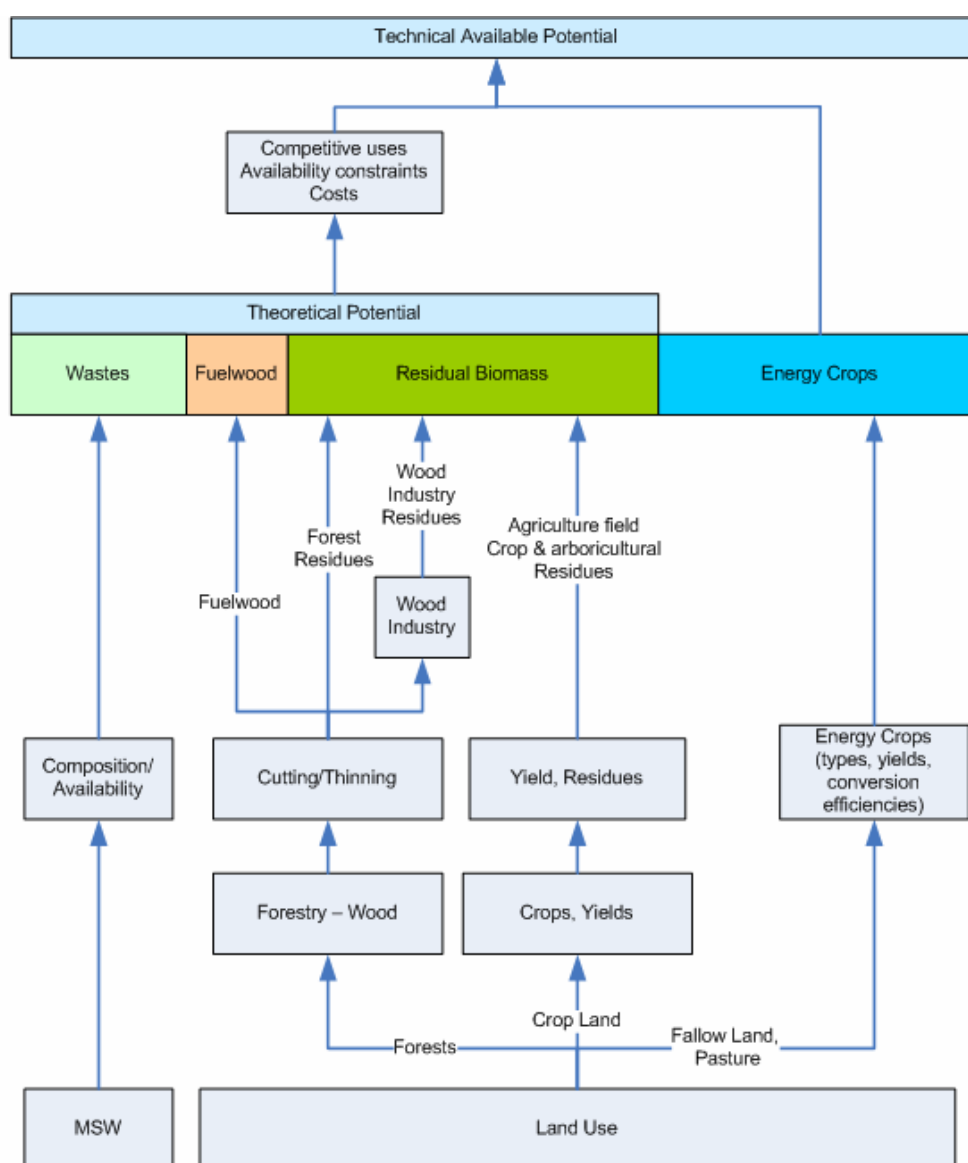 Technical Available Potential
Competitive uses
Availability constraints
Costs
Theoretical Potential
Wastes
Fuelwood
Residual Biomass
Energy Crops
Wood
Industry
Residues
Forest
Residues
Agriculture field
Crop & arboricultural
Residues
Fuelwood
Wood
Industry
Composition/
Availability
Cutting/Thinning
Yield, Residues
Energy Crops
(types, yields,
conversion
efficiencies)
Forestry – Wood
Crops, Yields
Forests
Crop Land
Fallow Land,
Pasture
MSW
Land Use